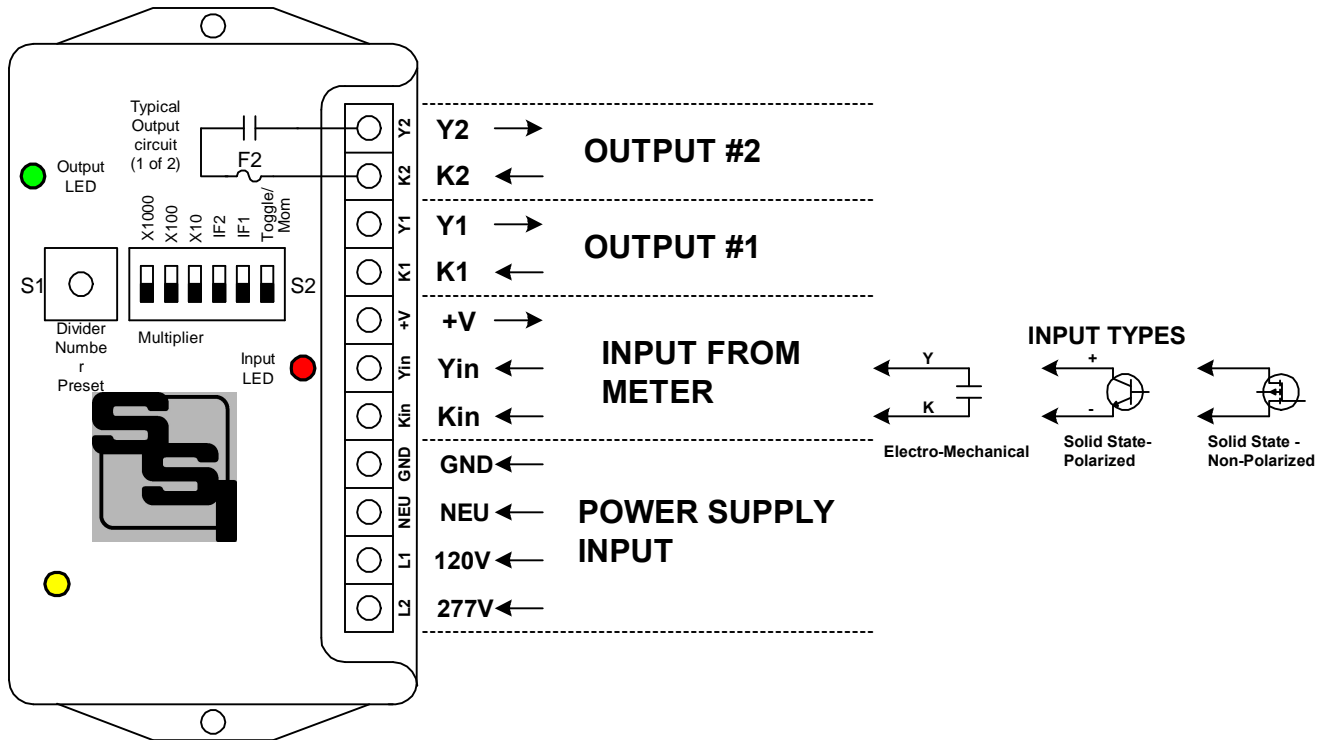 Typical
Output
circuit
(1 of 2)
F2
Output
LED
X1000
X100
X10
IF2
IF1
Toggle/
Mom
S1
S2
Divider
Numbe
r
Preset
Multiplier
Input
LED
SSI
Y2
K2
Y1
K1
+V
Yin
Kin
GND
NEU
L1
L2
Y2
K2
OUTPUT #2
Y1
K1
OUTPUT #1
+V
Yin
Kin
INPUT FROM
METER
GND
NEU
120V
277V
POWER SUPPLY
INPUT
INPUT TYPES
Y
K
Electro-Mechanical
+
-
Solid State-
Polarized
Solid State -
Non-Polarized